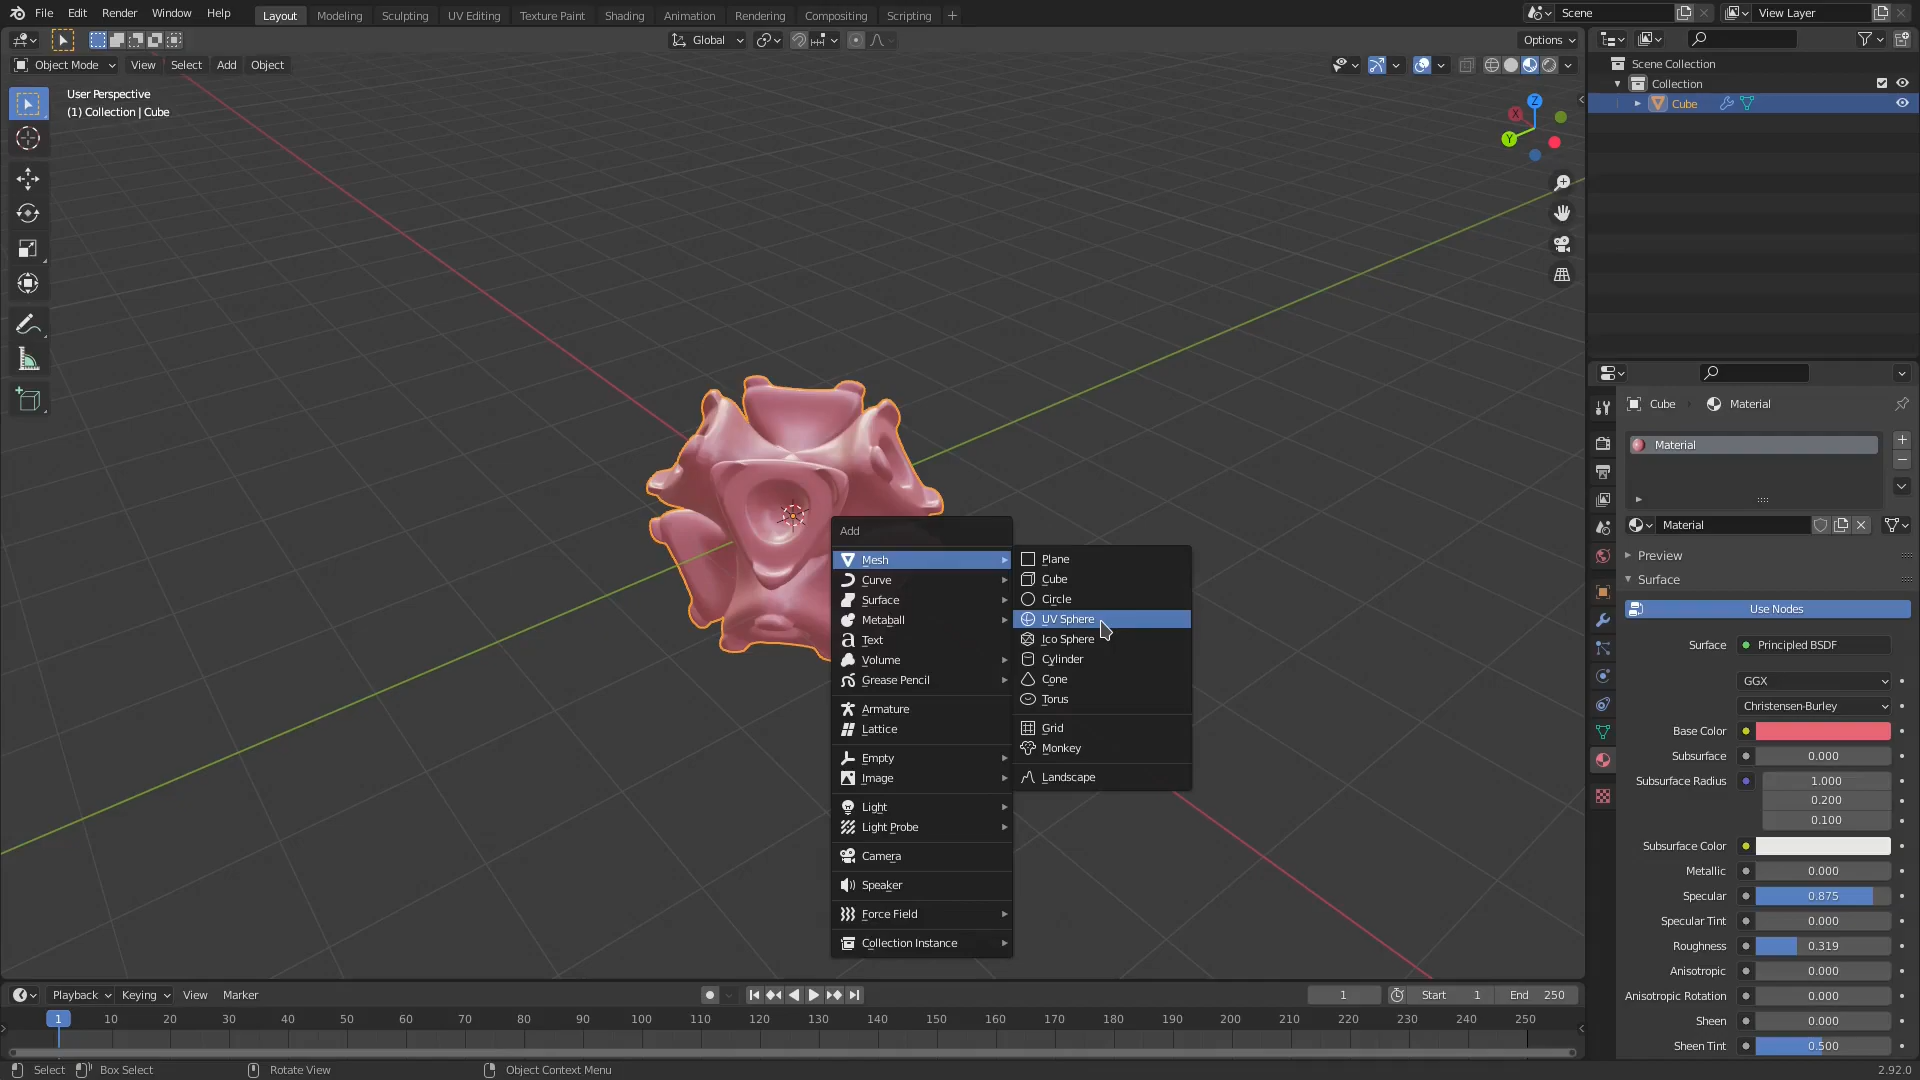 File Edit Render Window Help Layout Modeling Sculpting UV Editing Texture Paint Shading Animation Rendering Compositing Scripting + Scene View Layer
Global Options
Object Mode View Select Add Object
User Perspective
(1) Collection | Cube
Z
X
Y
Scene Collection
Collection
Cube
Cube Material
Material
Material
Preview
Surface
Use Nodes
Surface Principled BSDF
GGX
Christensen-Burley
Base Color
Subsurface 0.000
Subsurface Radius 1.000
0.200
0.100
Subsurface Color
Metallic 0.000
Specular 0.875
Specular Tint 0.000
Roughness 0.319
Anisotropic 0.000
Anisotropic Rotation 0.000
Sheen 0.000
Sheen Tint 0.500
Add
Mesh
Curve
Surface
Metaball
Text
Volume
Grease Pencil
Armature
Lattice
Empty
Image
Light
Light Probe
Camera
Speaker
Force Field
Collection Instance
Plane
Cube
Circle
UV Sphere
Ico Sphere
Cylinder
Cone
Torus
Grid
Monkey
Landscape
Playback Keying View Marker 1 Start 1 End 250
1 10 20 30 40 50 60 70 80 90 100 110 120 130 140 150 160 170 180 190 200 210 220 230 240 250
Select Box Select Rotate View Object Context Menu 2.92.0